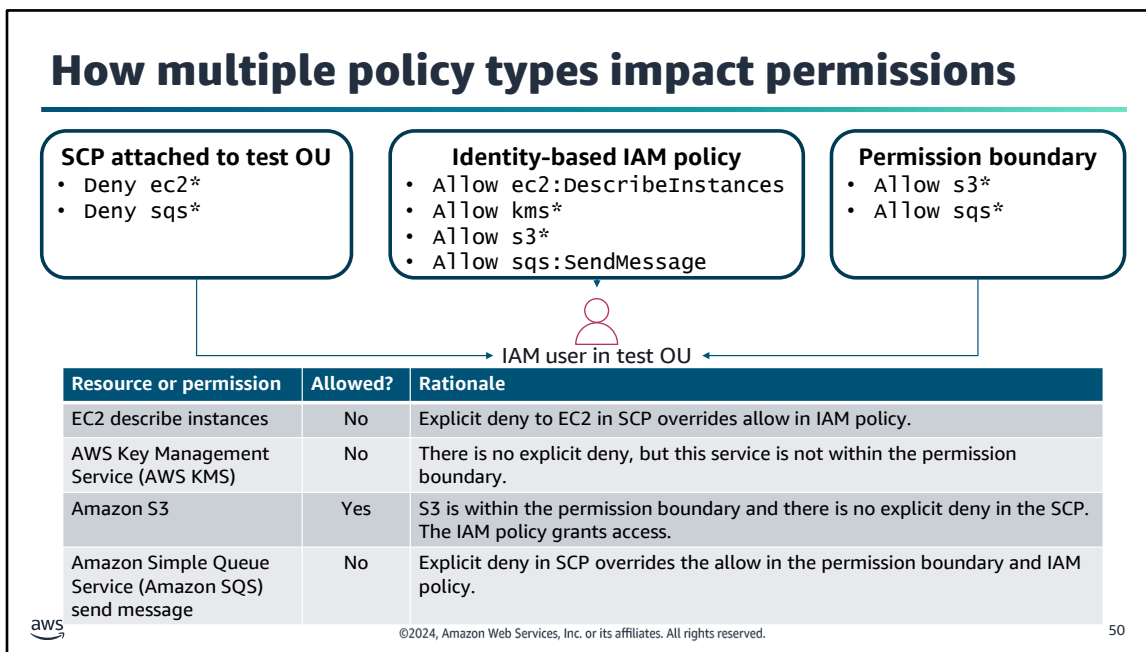 How multiple policy types impact permissions
SCP attached to test OU
• Deny ec2*
• Deny sqs*
Identity-based IAM policy
• Allow ec2:DescribeInstances
• Allow kms*
• Allow s3*
• Allow sqs:SendMessage
Permission boundary
• Allow s3*
• Allow sqs*
IAM user in test OU
Resource or permission Allowed? Rationale
EC2 describe instances No Explicit deny to EC2 in SCP overrides allow in IAM policy.
AWS Key Management
Service (AWS KMS)
No
There is no explicit deny, but this service is not within the permission
boundary.
Amazon S3 Yes
S3 is within the permission boundary and there is no explicit deny in the SCP.
The IAM policy grants access.
Amazon Simple Queue
Service (Amazon SQS)
send message
No
Explicit deny in SCP overrides the allow in the permission boundary and IAM
policy.
aws
©2024, Amazon Web Services, Inc. or its affiliates. All rights reserved.
50